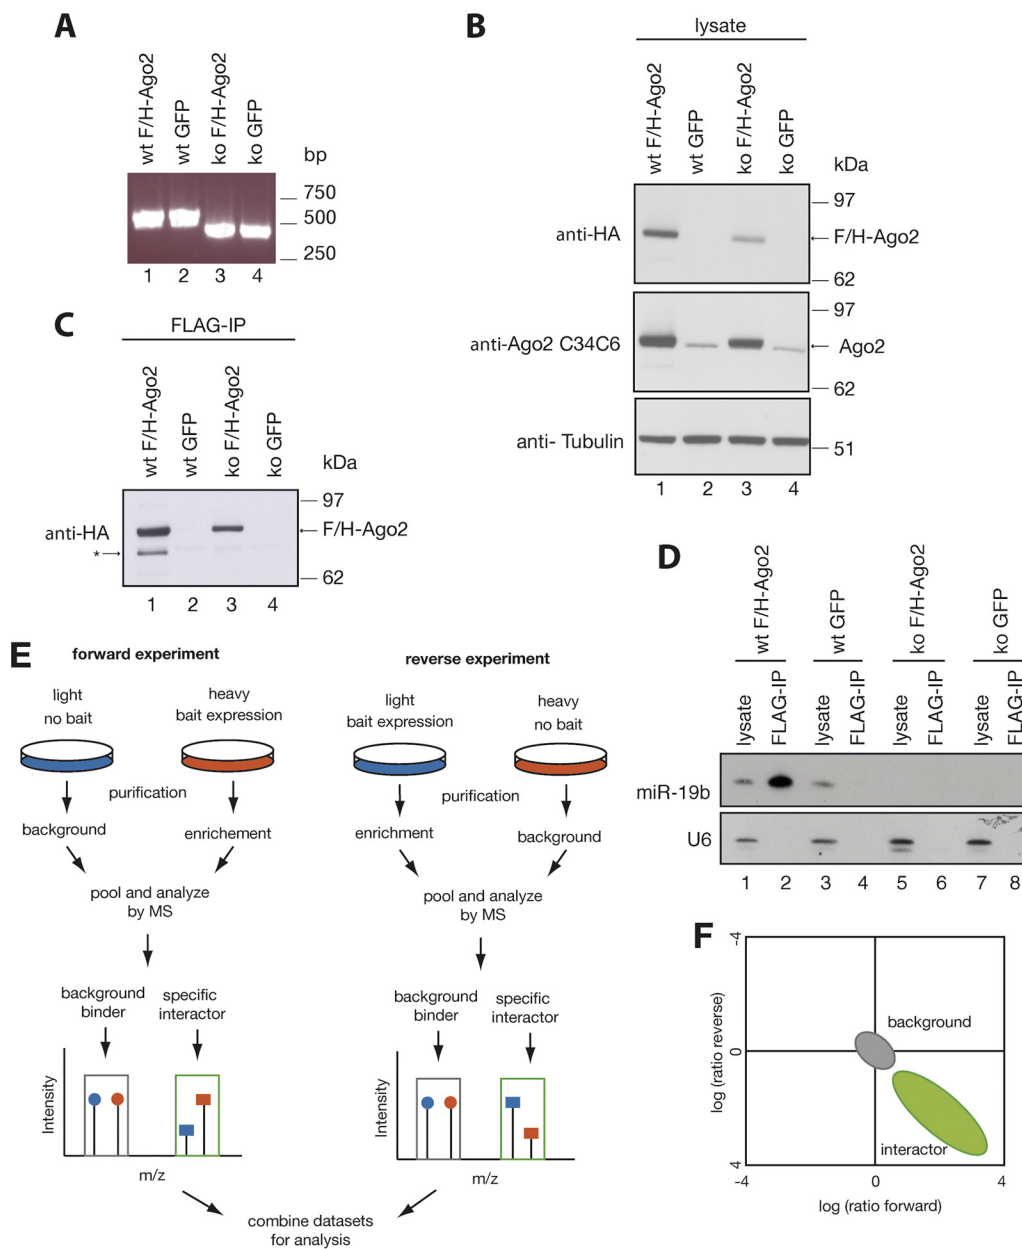 A
wt F/H-Ago2
wt GFP
ko F/H-Ago2
ko GFP
bp
750
500
250
1 2 3 4
B
lysate
wt F/H-Ago2
wt GFP
ko F/H-Ago2
ko GFP
kDa
97
anti-HA
F/H-Ago2
62
97
anti-Ago2 C34C6
Ago2
62
anti- Tubulin
51
1 2 3 4
C
FLAG-IP
wt F/H-Ago2
wt GFP
ko F/H-Ago2
ko GFP
kDa
97
anti-HA
F/H-Ago2
*
62
1 2 3 4
D
wt F/H-Ago2
wt GFP
ko F/H-Ago2
ko GFP
lysate
FLAG-IP
lysate
FLAG-IP
lysate
FLAG-IP
lysate
FLAG-IP
miR-19b
U6
1 2 3 4 5 6 7 8
E
forward experiment
light
no bait
heavy
bait expression
purification
background
enrichement
pool and analyze
by MS
background
binder
specific
interactor
Intensity
m/z
reverse experiment
light
bait expression
heavy
no bait
purification
enrichment
background
pool and analyze
by MS
background
binder
specific
interactor
Intensity
m/z
combine datasets
for analysis
F
-4
log (ratio reverse)
0
4
background
interactor
-4 0 4
log (ratio forward)